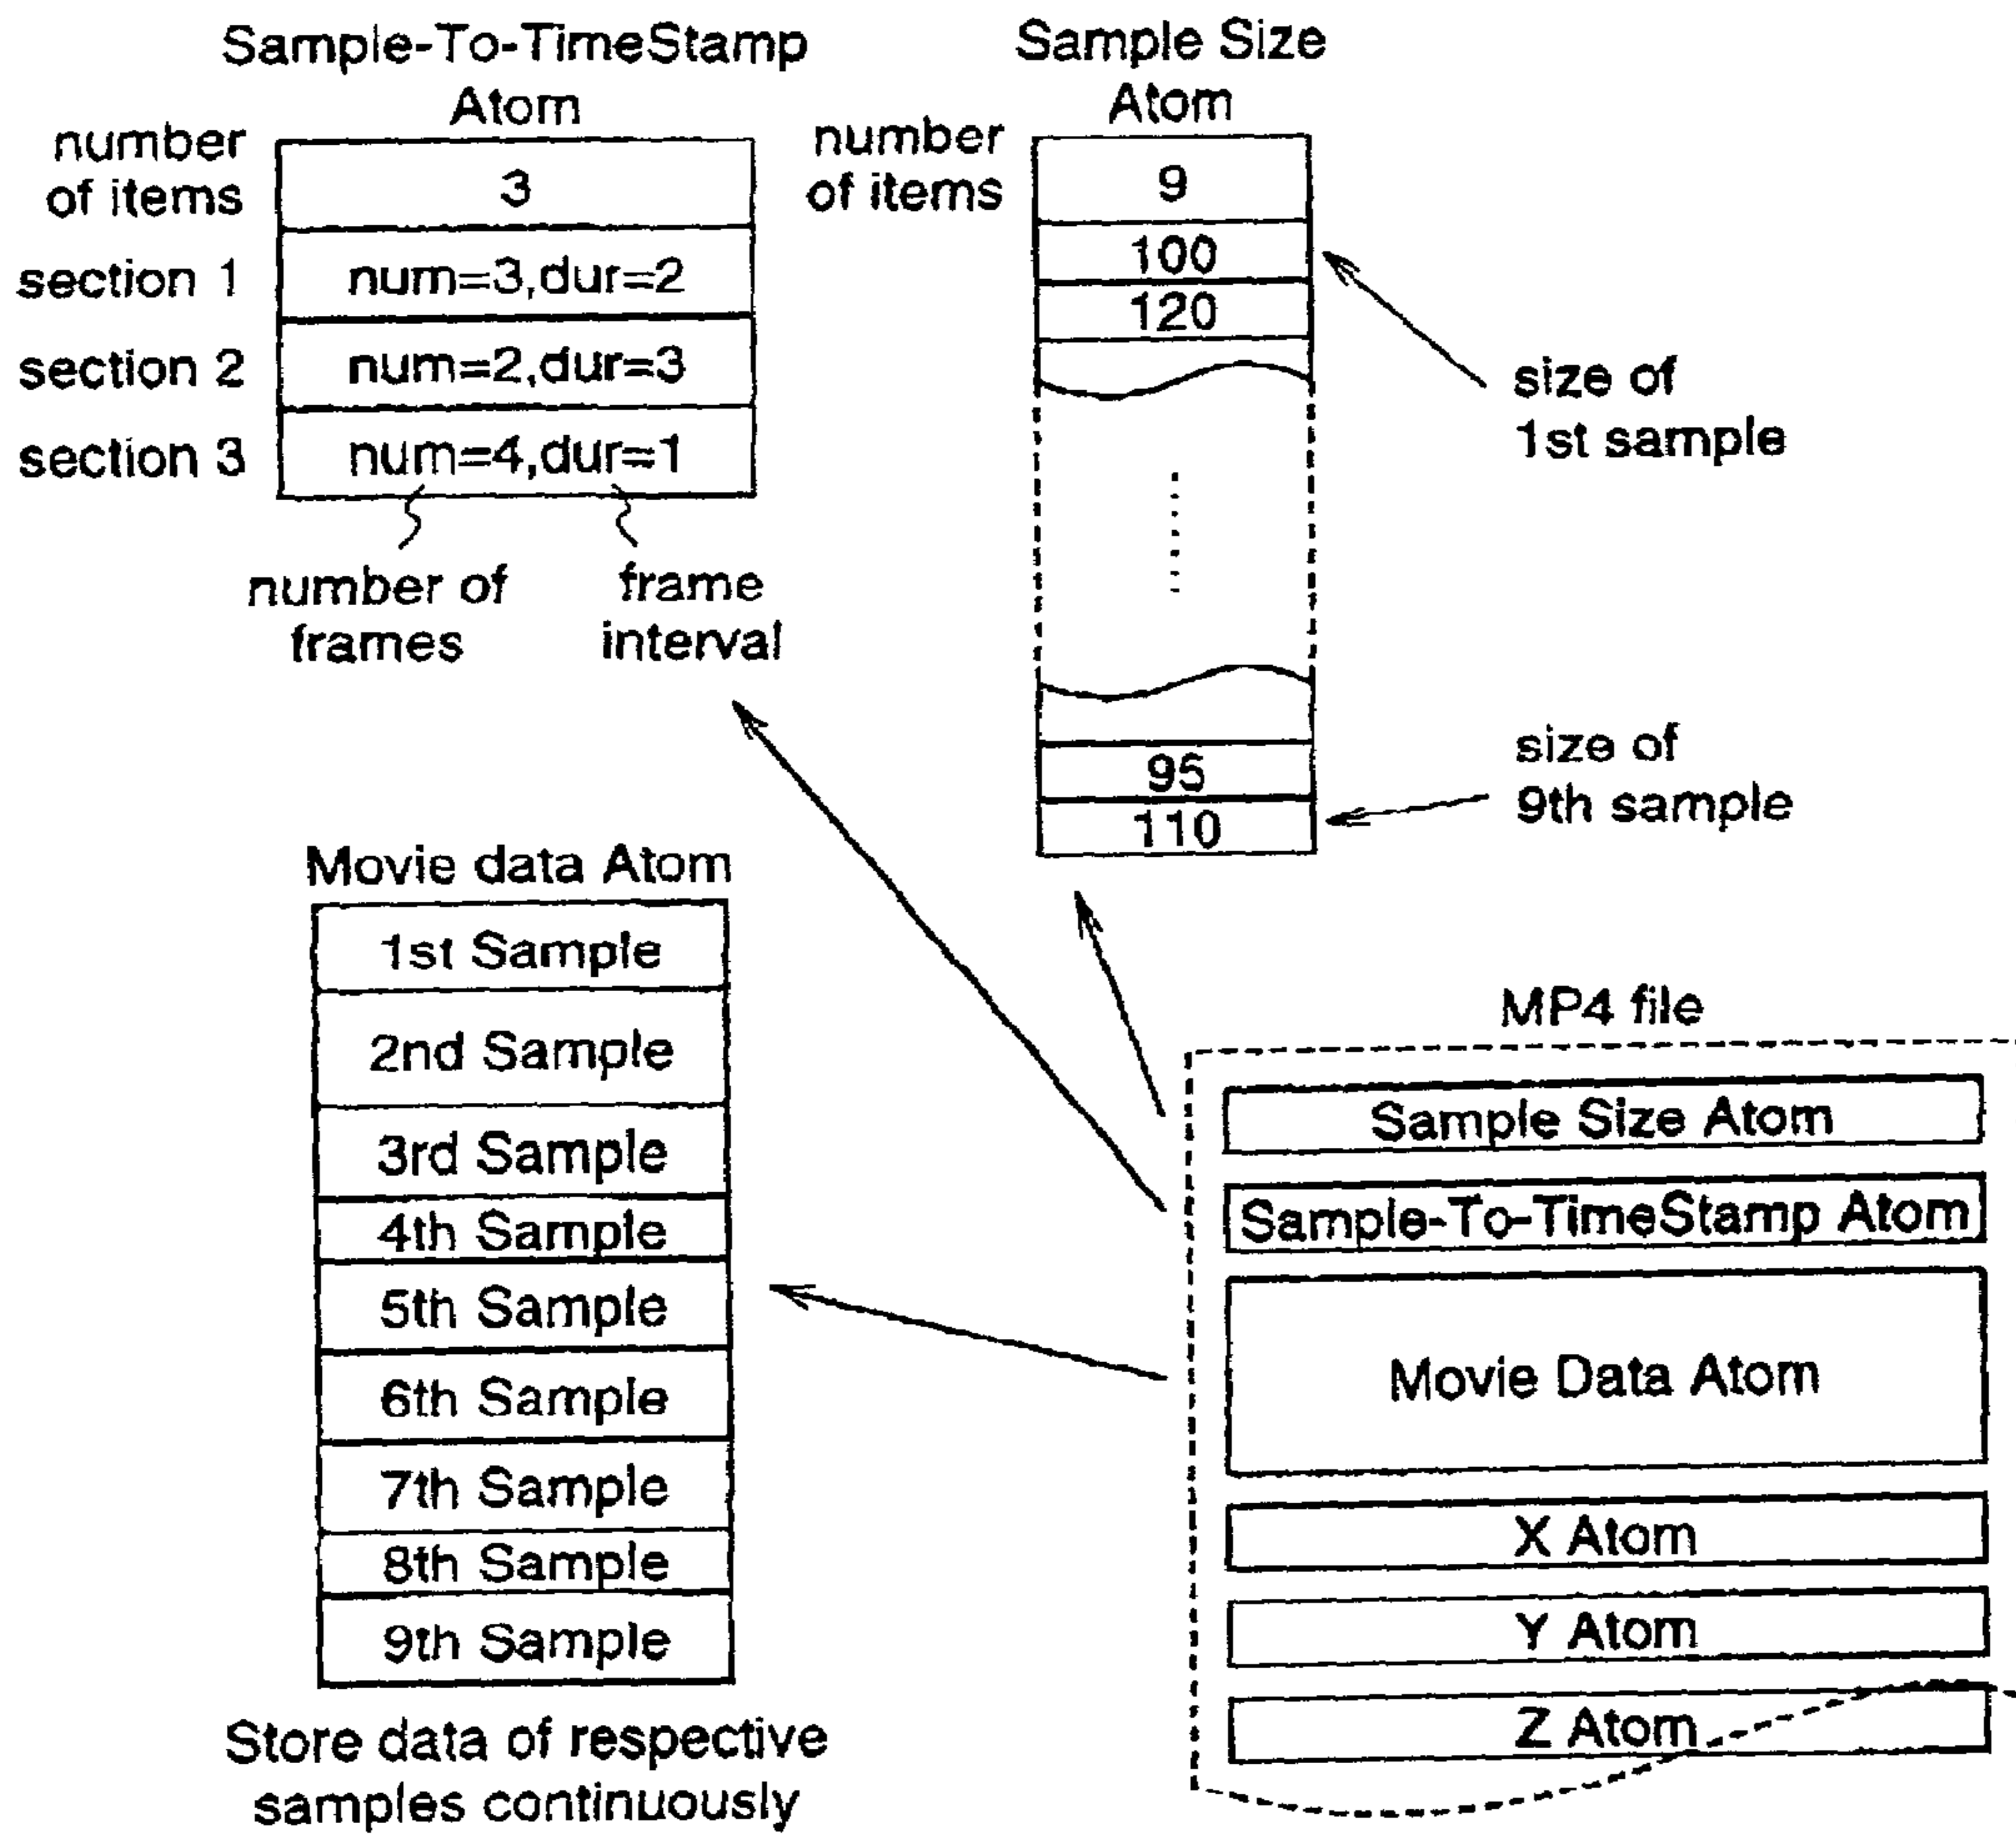 Sample-To-TimeStamp
Atom
number
of items
3
section 1
num=3,dur=2
section 2
num=2,dur=3
section 3
num=4,dur=1
number of
frames
frame
interval
Sample Size
Atom
number
of items
9
100
120
size of
1st sample
95
110
size of
9th sample
Movie data Atom
1st Sample
2nd Sample
3rd Sample
4th Sample
5th Sample
6th Sample
7th Sample
8th Sample
9th Sample
Store data of respective
samples continuously
MP4 file
Sample Size Atom
Sample-To-TimeStamp Atom
Movie Data Atom
X Atom
Y Atom
Z Atom